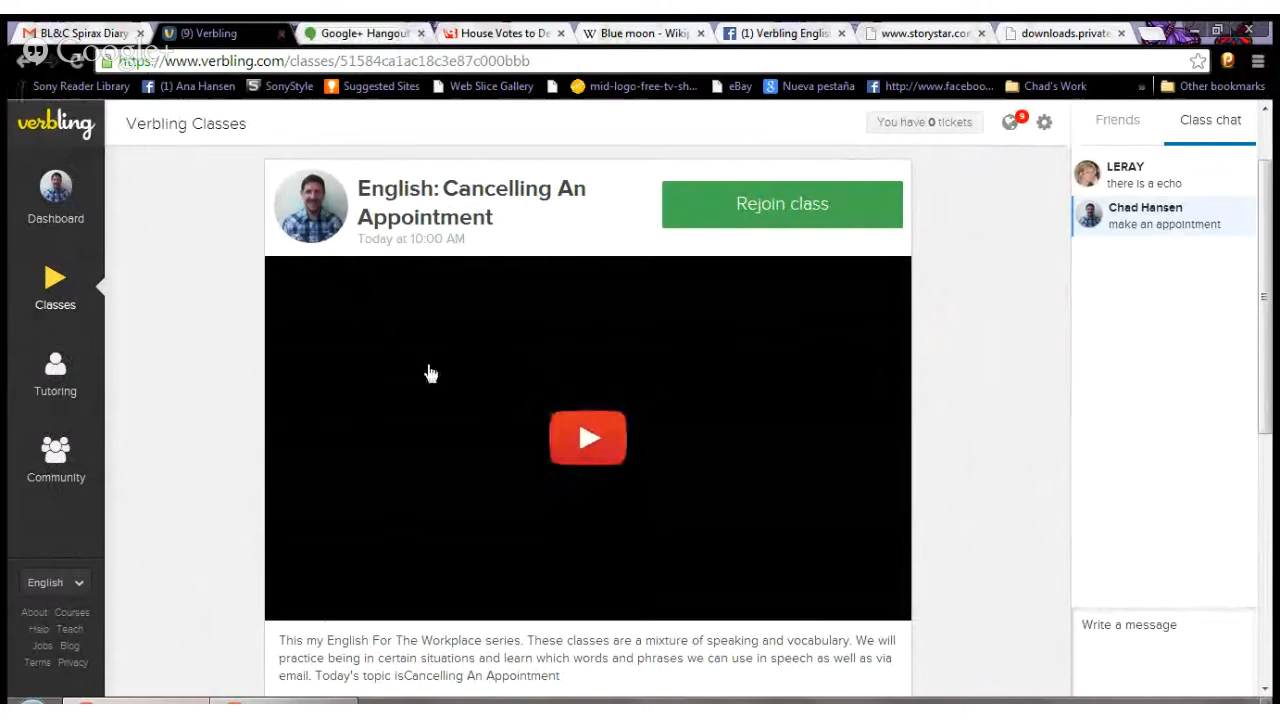 BL&C Spirax Diary
(9) Verbling
Google+ Hangout
House Votes to De
Blue moon - Wiki
(1) Verbling Englis
www.storystar.cor
downloads.private
Google+
https://www.verbling.com/classes/51584ca1ac18c3e87c000bbb
Sony Reader Library
(1) Ana Hansen
SonyStyle
Suggested Sites
Web Slice Gallery
mid-logo-free-tv-sh...
eBay
Nueva pestaña
http://www.faceboo...
Chad's Work
»
Other bookmarks
verbling
Verbling Classes
You have 0 tickets
9
Friends
Class chat
Dashboard
Classes
Tutoring
Community
English
About Courses
Help Teach
Jobs Blog
Terms Privacy
English: Cancelling An
Appointment
Today at 10:00 AM
Rejoin class
This my English For The Workplace series. These classes are a mixture of speaking and vocabulary. We will
practice being in certain situations and learn which words and phrases we can use in speech as well as via
email. Today's topic isCancelling An Appointment
LERAY
there is a echo
Chad Hansen
make an appointment
Write a message